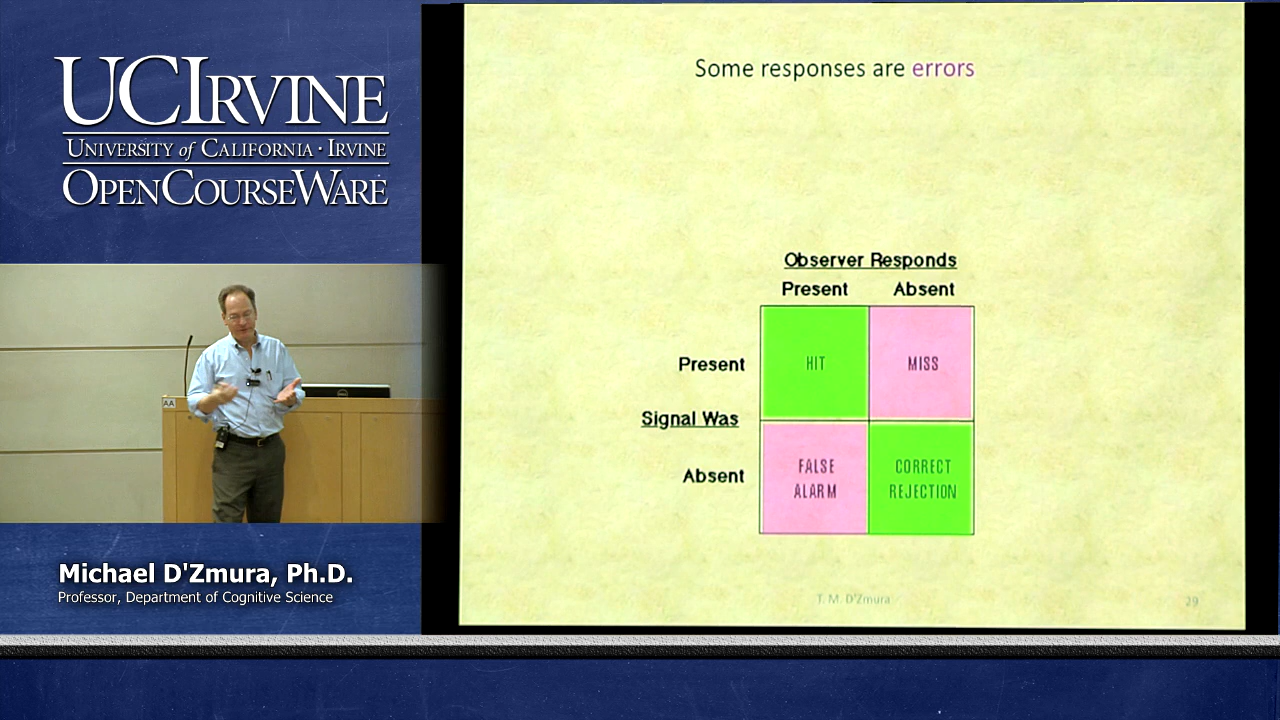 UCIRVINE
UNIVERSITY of CALIFORNIA · IRVINE
OPENCOURSEWARE
AA
Michael D'Zmura, Ph.D.
Professor, Department of Cognitive Science
Some responses are errors
Observer Responds
Present Absent
Present HIT MISS
Signal Was
Absent FALSE ALARM CORRECT REJECTION
T. M. D'Zmura 29